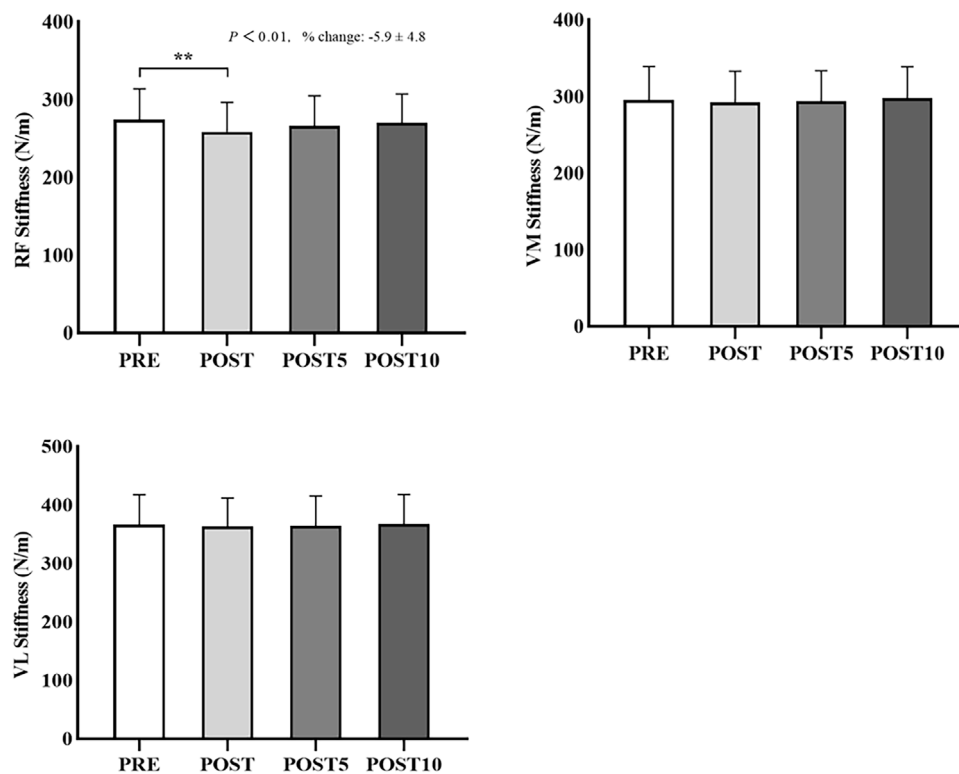 400
300
200
100
0
RF Stiffness (N/m)
P < 0.01, % change: -5.9 ± 4.8
**
PRE POST POST5 POST10
400
300
200
100
0
VM Stiffness (N/m)
PRE POST POST5 POST10
500
400
300
200
100
0
VL Stiffness (N/m)
PRE POST POST5 POST10